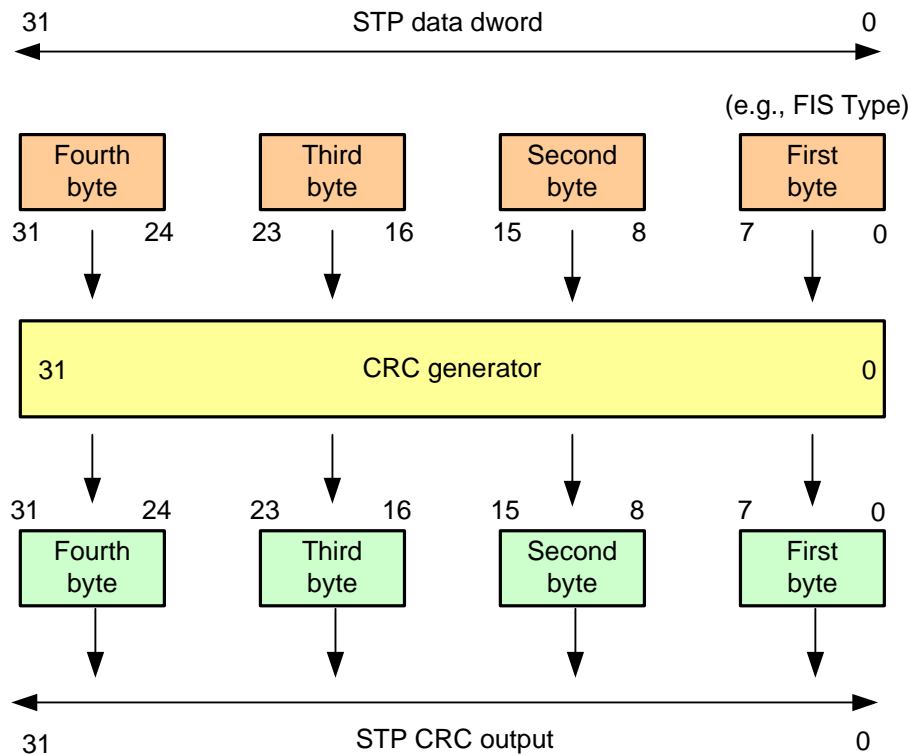 31 STP data dword 0
(e.g., FIS Type)
Fourth byte Third byte Second byte First byte
31 24 23 16 15 8 7 0
31 CRC generator 0
31 24 23 16 15 8 7 0
Fourth byte Third byte Second byte First byte
31 STP CRC output 0